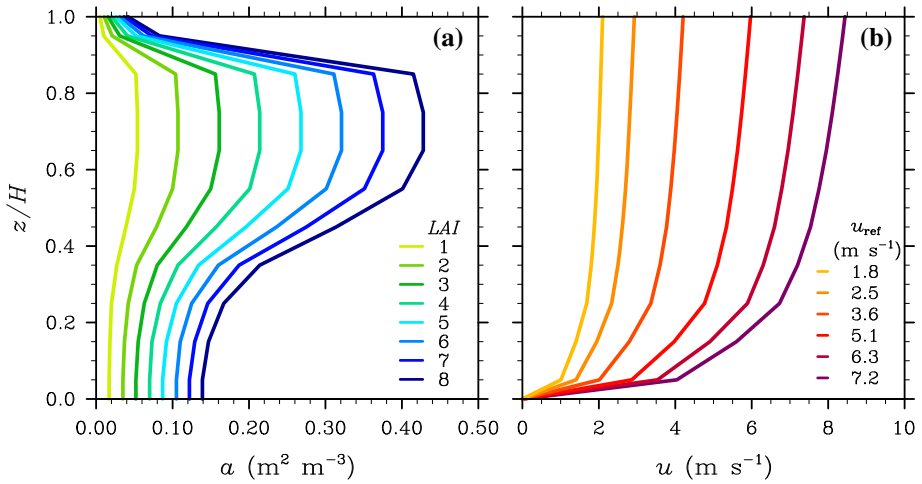 (a)
z/H
1.0
0.8
0.6
0.4
0.2
0.0
0.00 0.10 0.20 0.30 0.40 0.50
a (m² m⁻³)
LAI
1
2
3
4
5
6
7
8
(b)
0 2 4 6 8 10
u (m s⁻¹)
u_ref
(m s⁻¹)
1.8
2.5
3.6
5.1
6.3
7.2